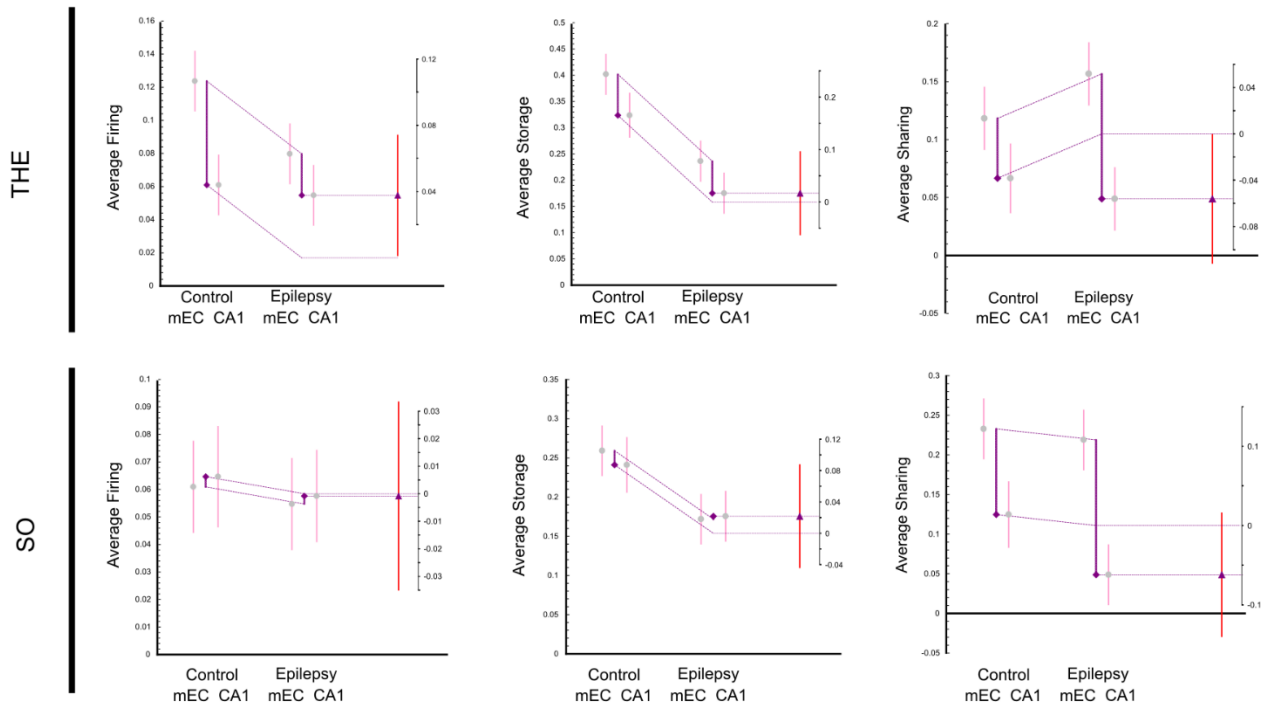 THE
Average Firing
0.16
0.14
0.12
0.1
0.08
0.06
0.04
0.02
0
0.12
0.08
0.04
Control
mEC CA1
Epilepsy
mEC CA1
Average Storage
0.5
0.45
0.4
0.35
0.3
0.25
0.2
0.15
0.1
0.05
0
0.2
0.1
0
Control
mEC CA1
Epilepsy
mEC CA1
Average Sharing
0.2
0.15
0.1
0.05
0
-0.05
0.04
0
-0.04
-0.08
Control
mEC CA1
Epilepsy
mEC CA1
SO
Average Firing
0.1
0.09
0.08
0.07
0.06
0.05
0.04
0.03
0.02
0.01
0
0.03
0.02
0.01
0
-0.01
-0.02
-0.03
Control
mEC CA1
Epilepsy
mEC CA1
Average Storage
0.35
0.3
0.25
0.2
0.15
0.1
0.05
0
0.12
0.08
0.04
0
-0.04
Control
mEC CA1
Epilepsy
mEC CA1
Average Sharing
0.3
0.25
0.2
0.15
0.1
0.05
0
-0.05
0.1
0
-0.1
Control
mEC CA1
Epilepsy
mEC CA1